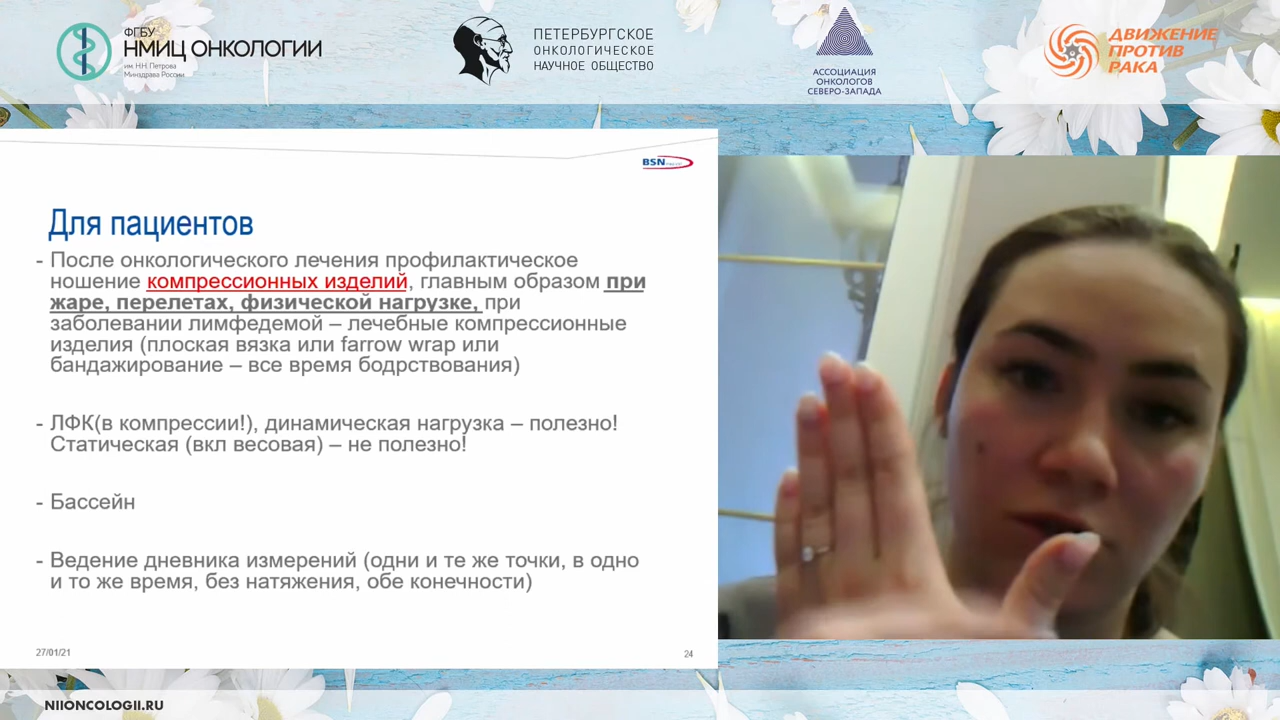 ФГБУ
НМИЦ ОНКОЛОГИИ
им. Н.Н. Петрова
Минздрава России
ПЕТЕРБУРГСКОЕ
ОНКОЛОГИЧЕСКОЕ
НАУЧНОЕ ОБЩЕСТВО
АССОЦИАЦИЯ
ОНКОЛОГОВ
СЕВЕРО-ЗАПАДА
ДВИЖЕНИЕ
ПРОТИВ
РАКА
BSN
Для пациентов
- После онкологического лечения профилактическое
ношение компрессионных изделий, главным образом при
жаре, перелетах, физической нагрузке, при
заболевании лимфедемой – лечебные компрессионные
изделия (плоская вязка или farrow wrap или
бандажирование – все время бодрствования)
- ЛФК(в компрессии!), динамическая нагрузка – полезно!
Статическая (вкл весовая) – не полезно!
- Бассейн
- Ведение дневника измерений (одни и те же точки, в одно
и то же время, без натяжения, обе конечности)
27/01/21
24
NIIONCOLOGII.RU